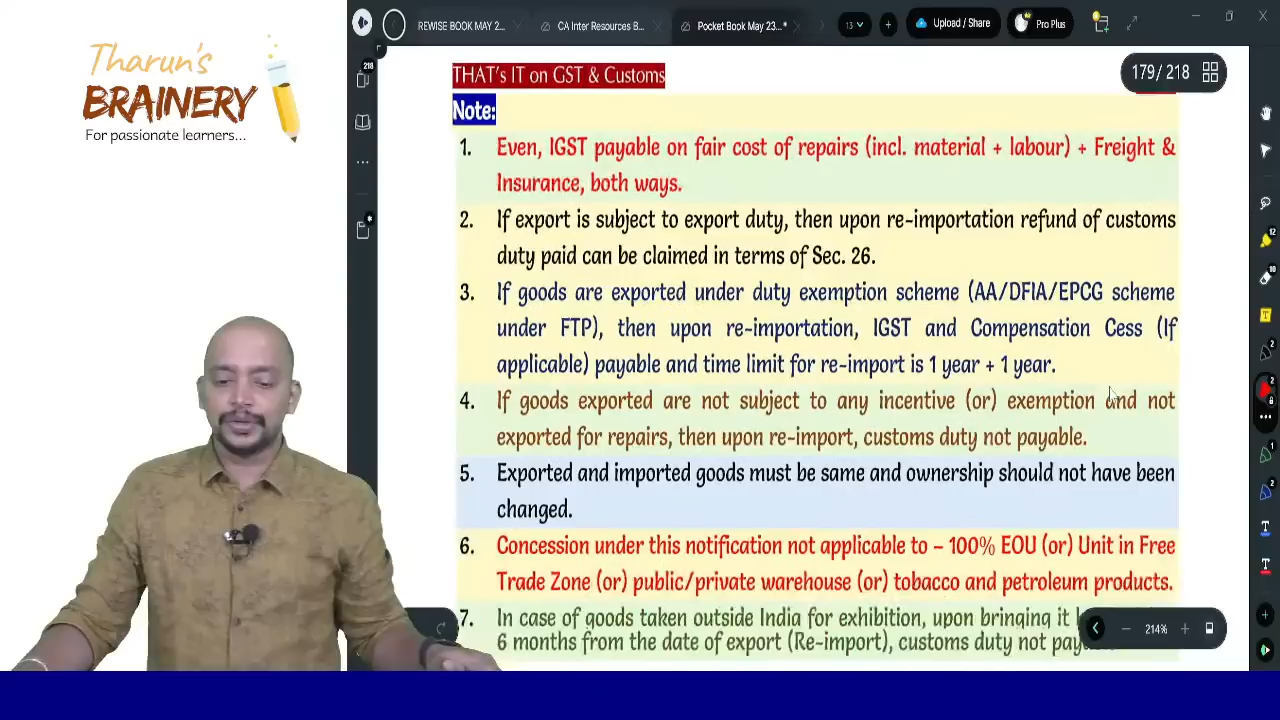 Tharun's
BRAINERY
For passionate learners...
REWISE BOOK MAY 2...
CA Inter Resources B...
Pocket Book May 23...*
13
Upload / Share
Pro Plus
218
179/ 218
THAT's IT on GST & Customs
Note:
1. Even, IGST payable on fair cost of repairs (incl. material + labour) + Freight &
Insurance, both ways.
2. If export is subject to export duty, then upon re-importation refund of customs
duty paid can be claimed in terms of Sec. 26.
3. If goods are exported under duty exemption scheme (AA/DFIA/EPCG scheme
under FTP), then upon re-importation, IGST and Compensation Cess (If
applicable) payable and time limit for re-import is 1 year + 1 year.
4. If goods exported are not subject to any incentive (or) exemption and not
exported for repairs, then upon re-import, customs duty not payable.
5. Exported and imported goods must be same and ownership should not have been
changed.
6. Concession under this notification not applicable to – 100% EOU (or) Unit in Free
Trade Zone (or) public/private warehouse (or) tobacco and petroleum products.
7. In case of goods taken outside India for exhibition, upon bringing it
6 months from the date of export (Re-import), customs duty not
214%